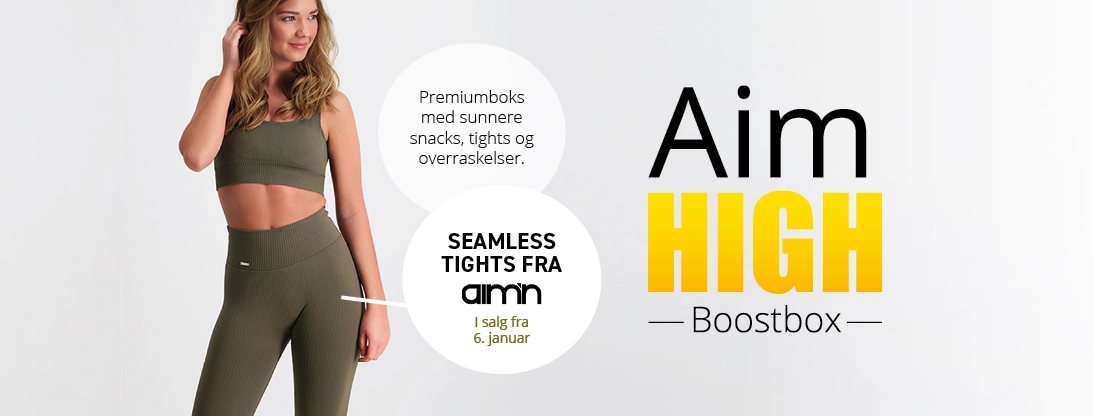 Premiumboks
med sunnere
snacks, tights og
overraskelser.
SEAMLESS
TIGHTS FRA
aim'n
I salg fra
6. januar
Aim
HIGH
Boostbox